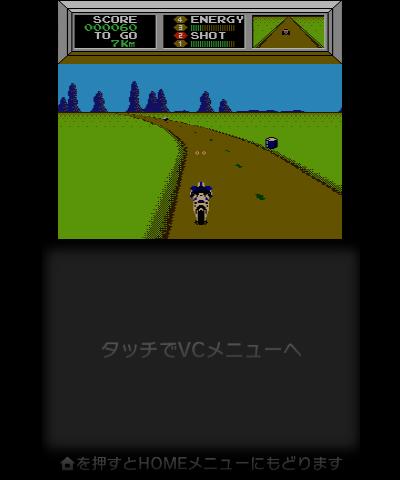 SCORE
000060
TO GO
7KM
4 ENERGY
3
2 SHOT
1
タッチでVCメニューへ
を押すとHOMEメニューにもどります